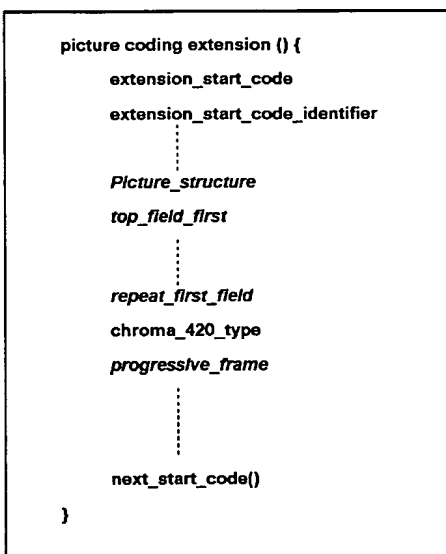 picture coding extension () {
extension_start_code
extension_start_code_identifier
Picture_structure
top_field_first
repeat_first_field
chroma_420_type
progressive_frame
next_start_code()
}